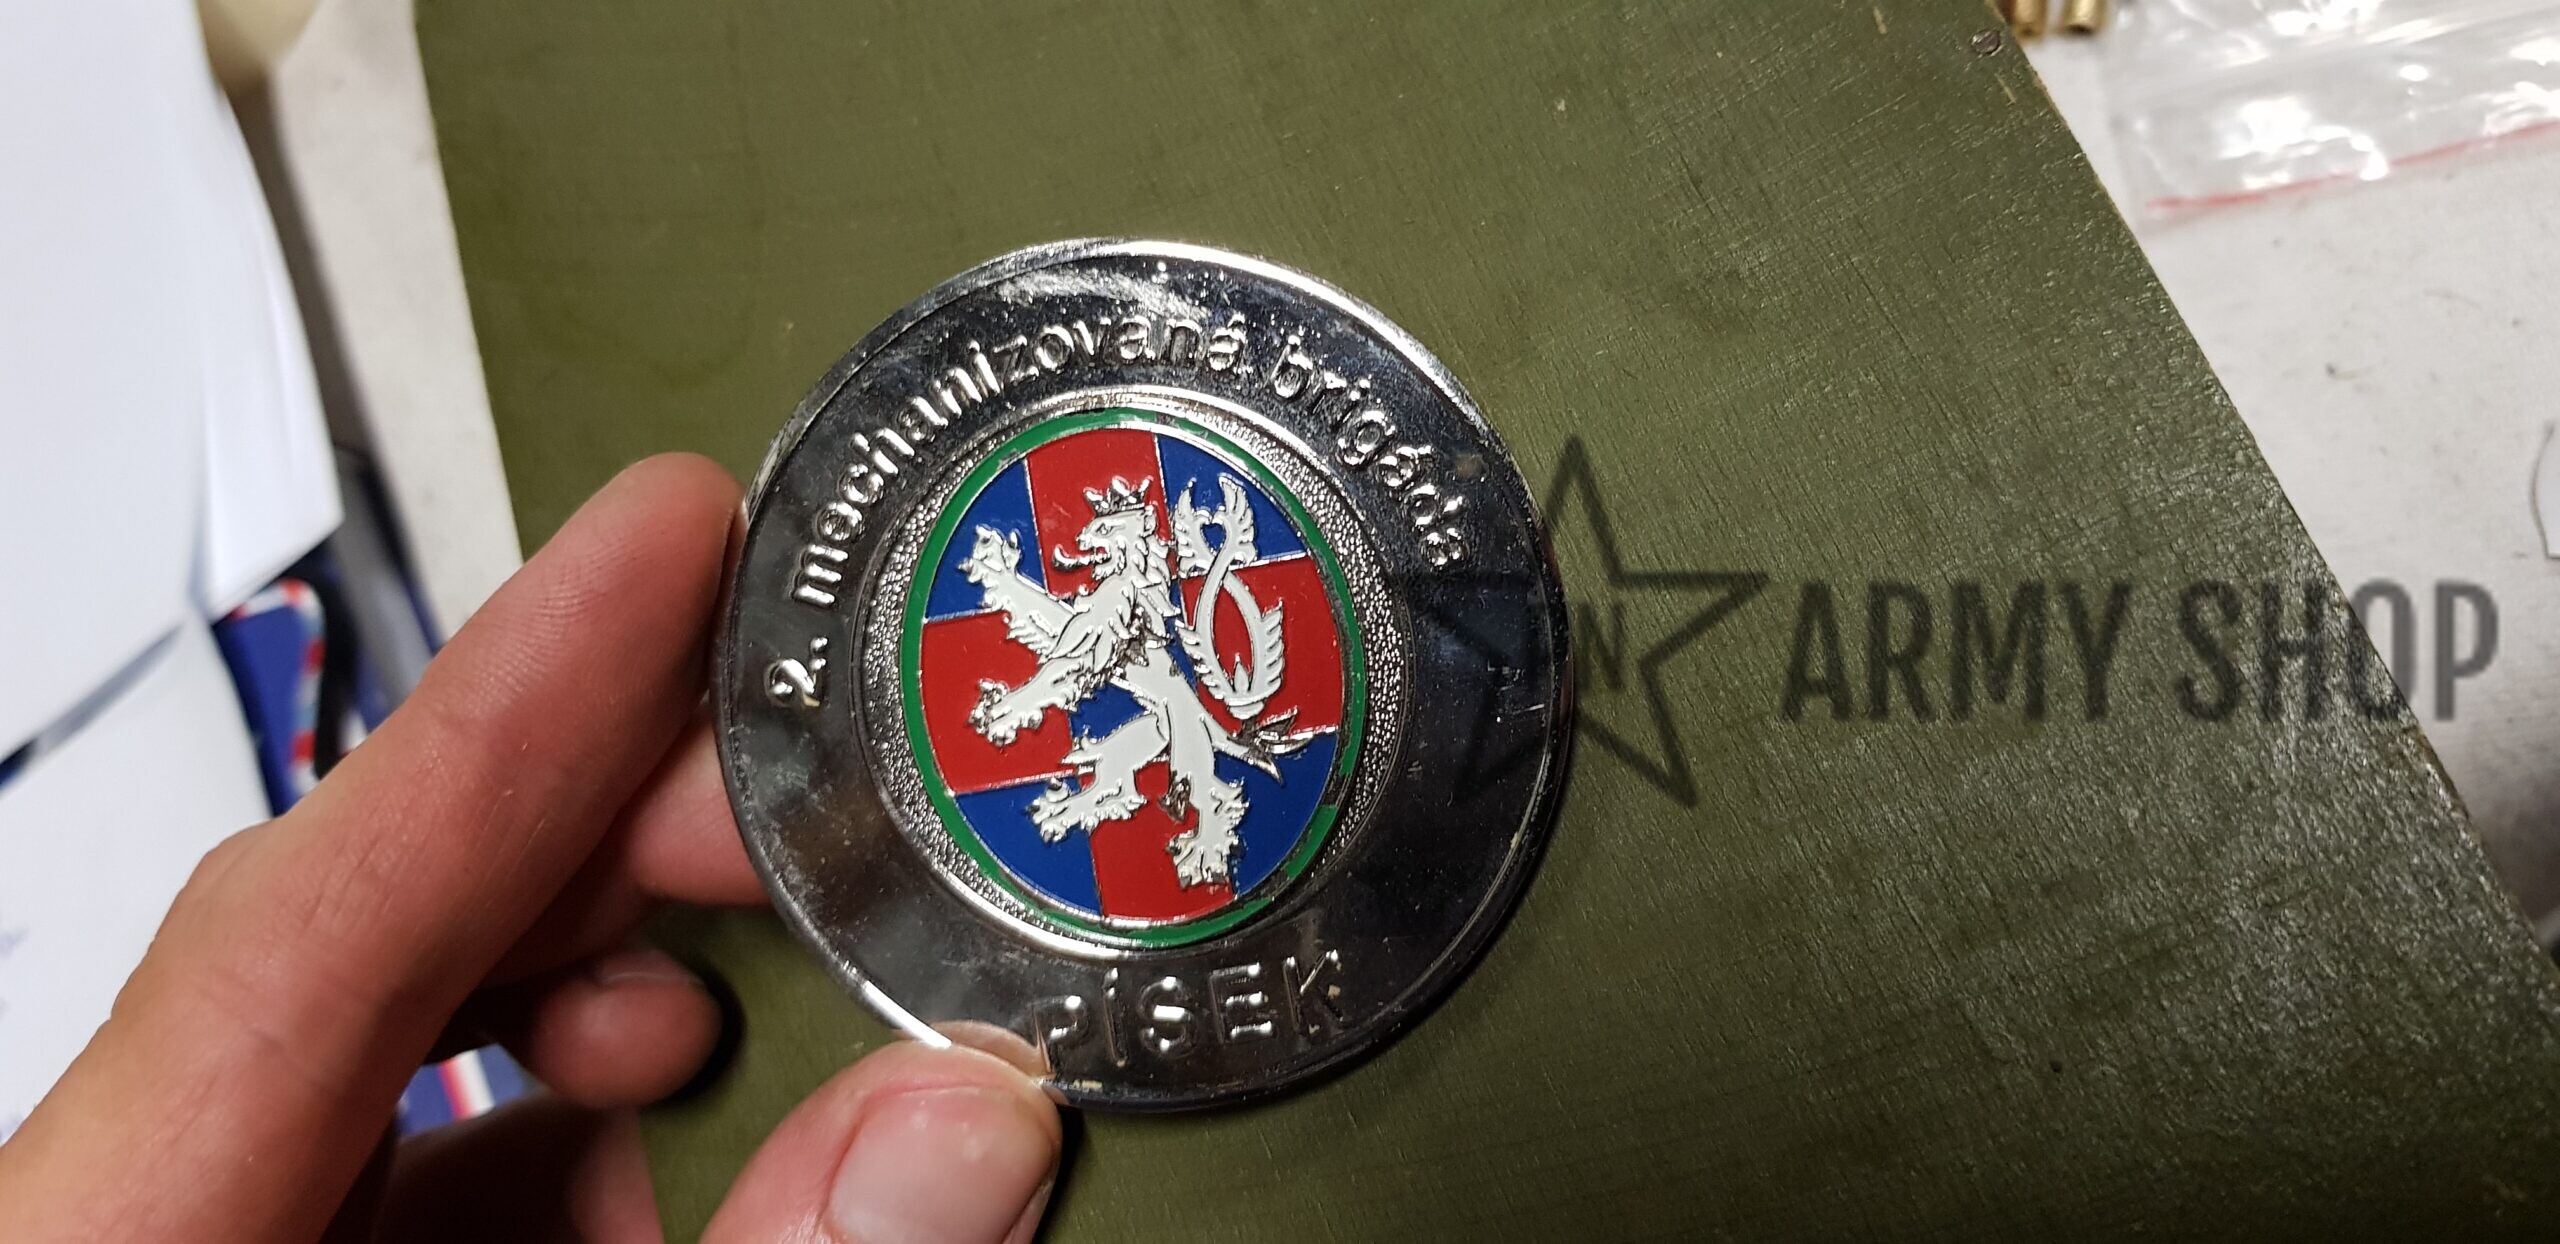 2. mechanizovaná brigáda
PÍSEK
N
ARMY SHOP